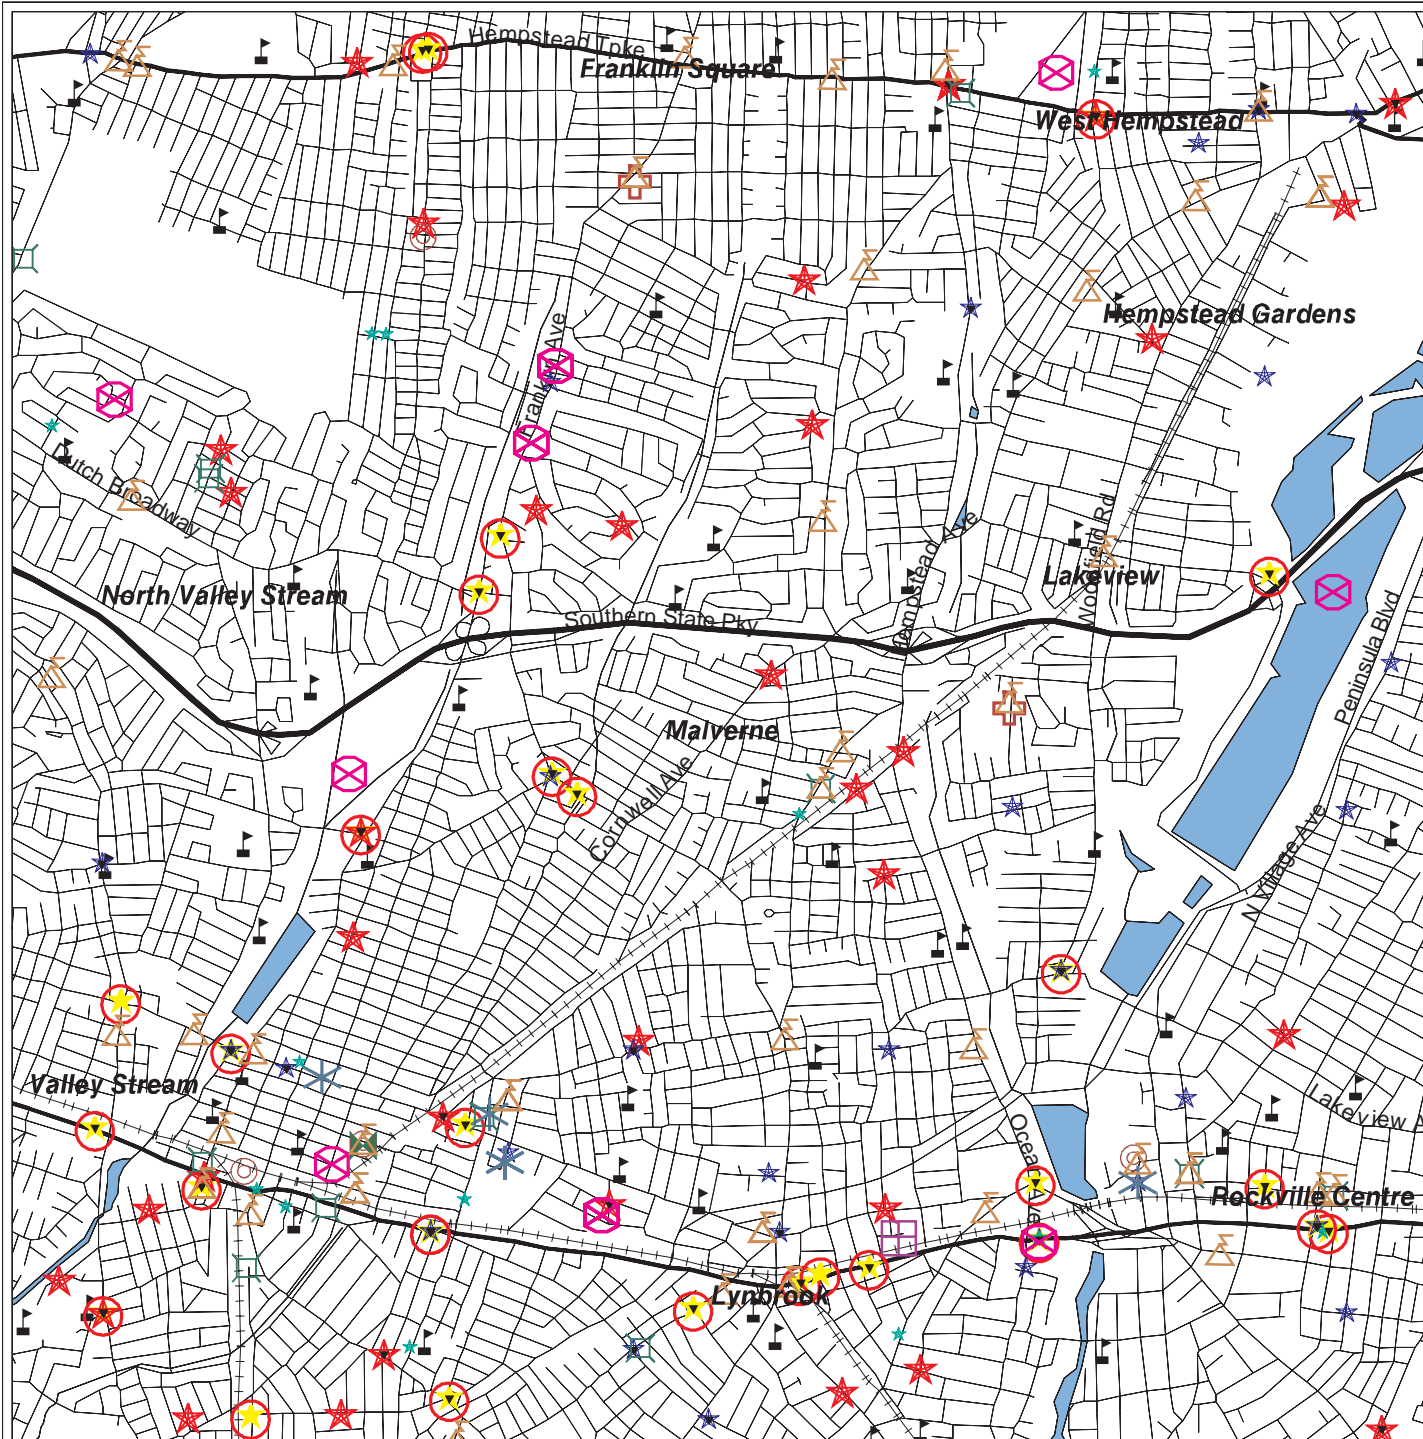 Hempstead Tpke
Franklin Square
West Hempstead
Hempstead Gardens
Franklin Ave
Dutch Broadway
Hempstead Ave
Woodfield Rd
Lakeview
North Valley Stream
Southern State Pky
Peninsula Blvd
Malverne
Cornwell Ave
N Village Ave
Valley Stream
Lakeview A
Ocean Ave
Rockville Centre
Lynbrook